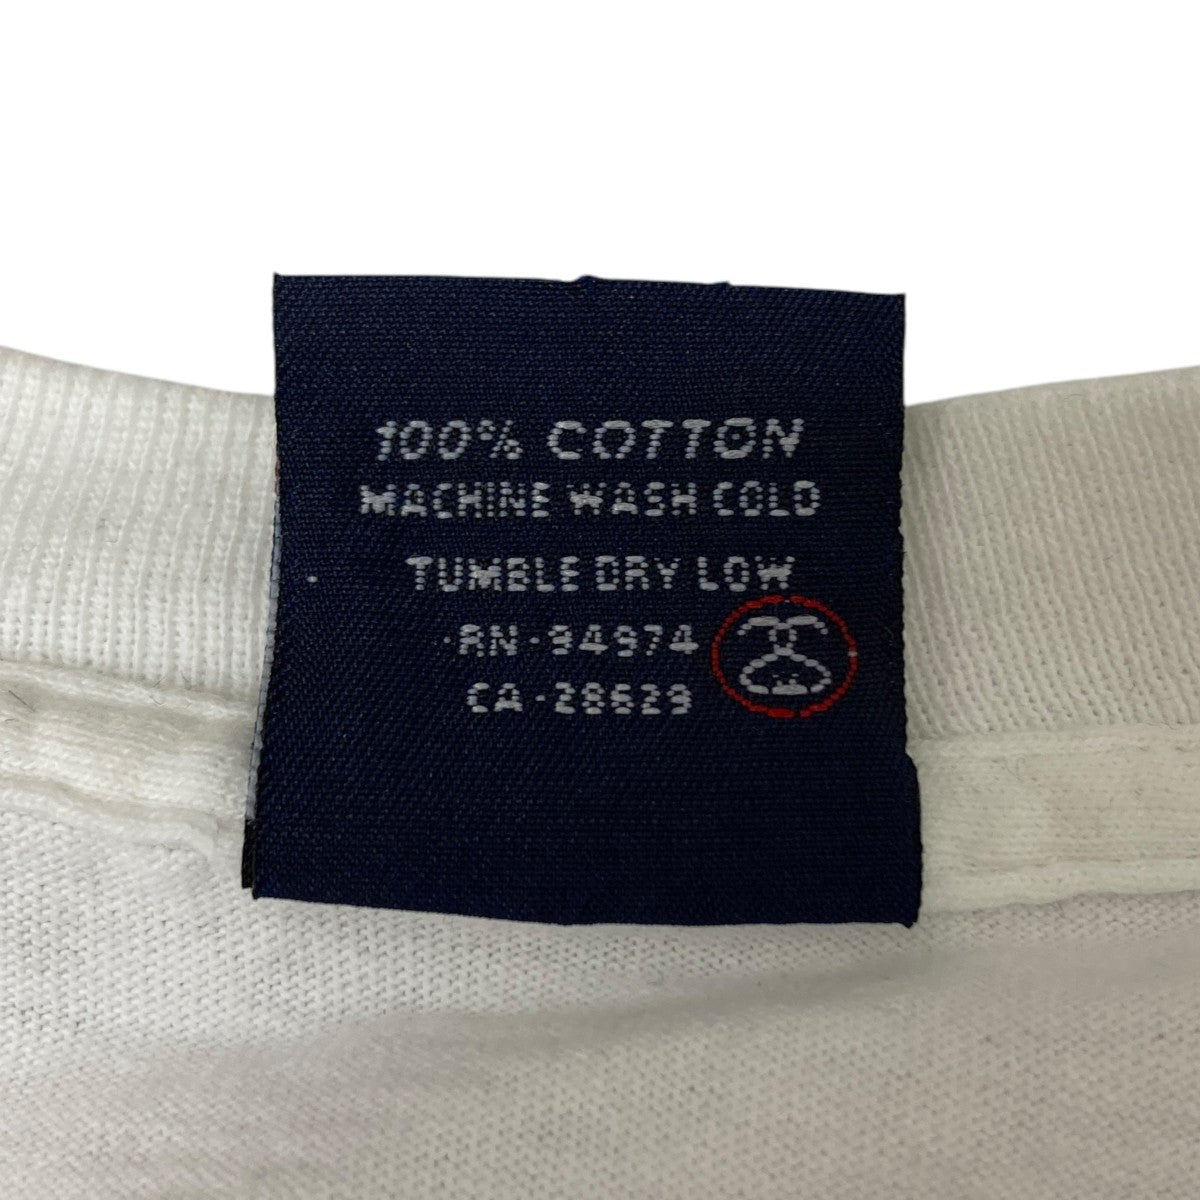 100% COTTON
MACHINE WASH COLD
TUMBLE DRY LOW
·RN·94974
CA·28629